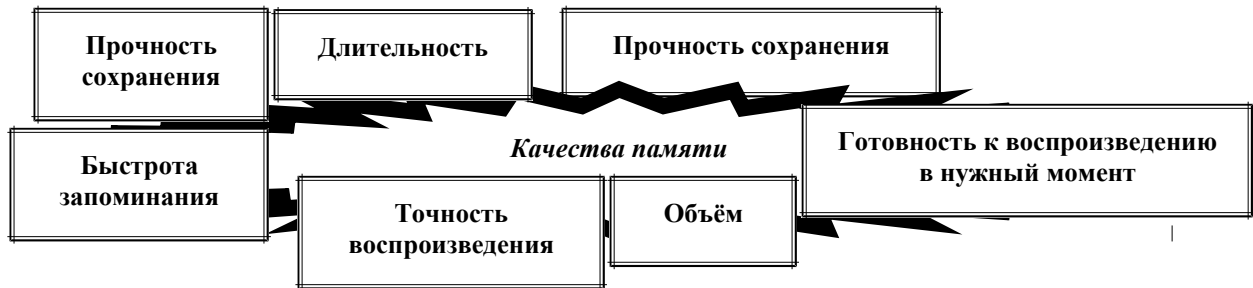 Прочность
сохранения
Длительность
Прочность сохранения
Качества памяти
Готовность к воспроизведению
в нужный момент
Быстрота
запоминания
Точность
воспроизведения
Объём